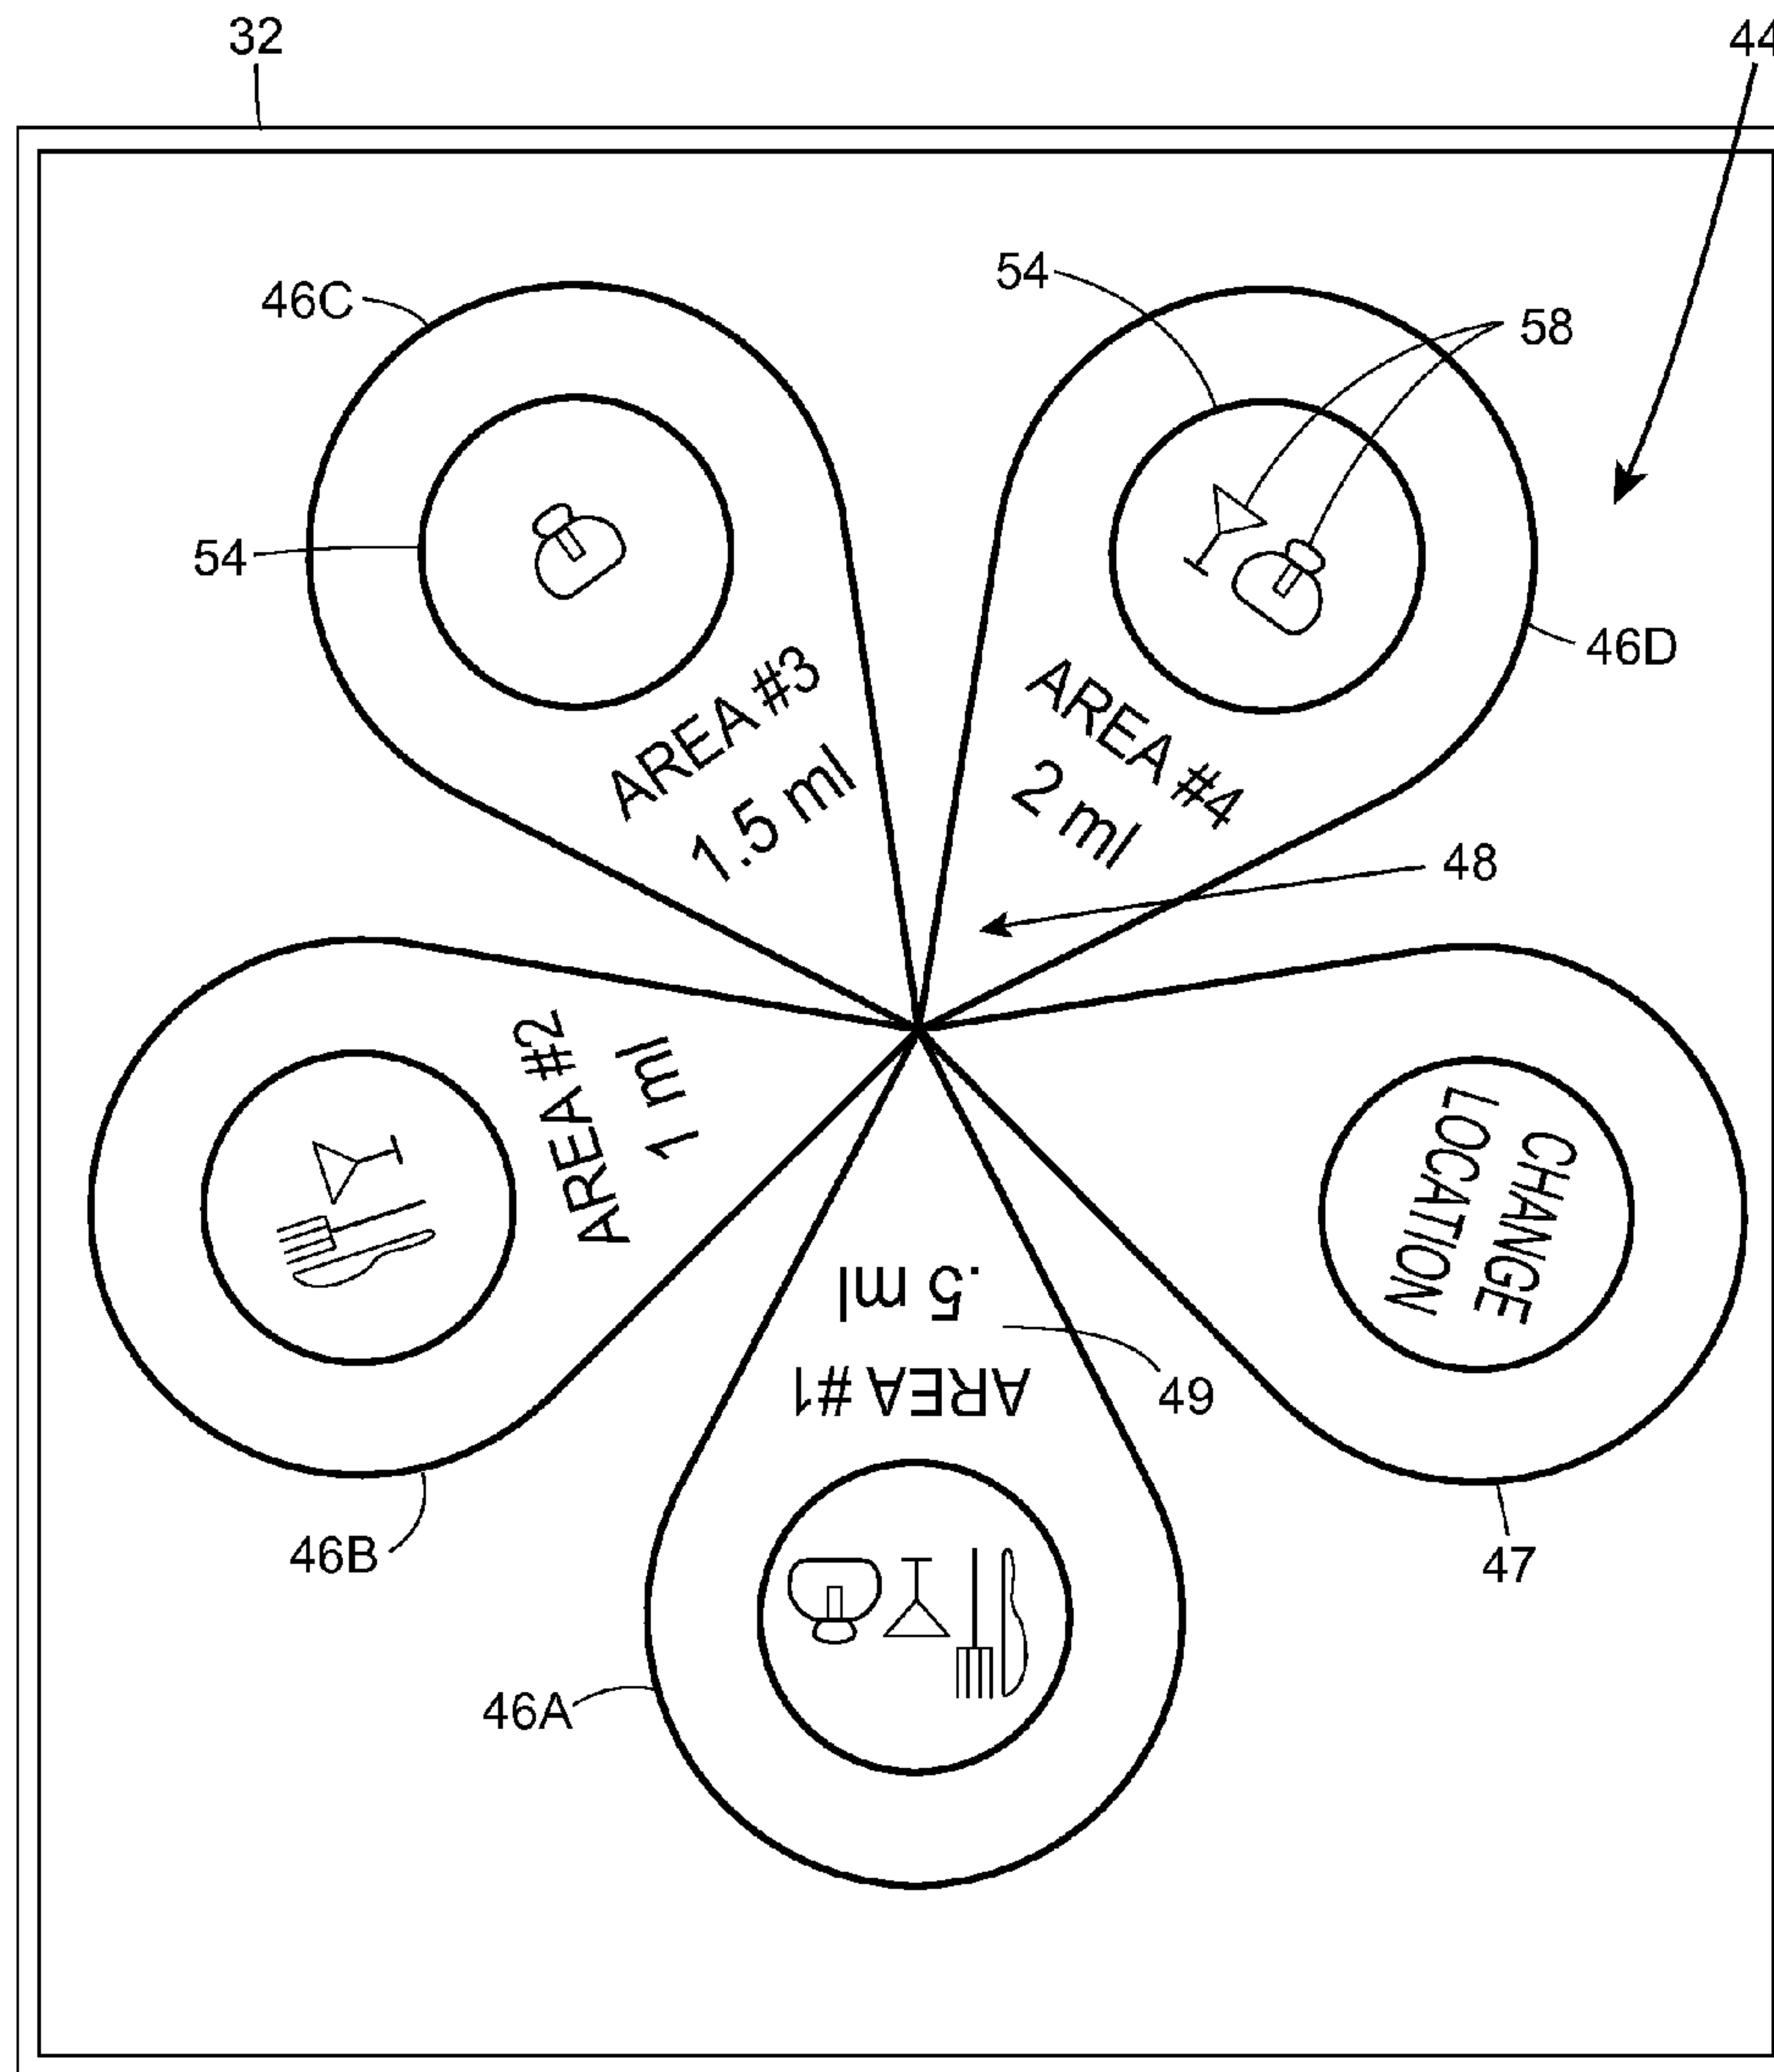 32
44
46C
54
58
54
46D
AREA #3
1.5 ml
AREA #4
2 ml
48
AREA #2
1 ml
CHANGE
LOCATION
.5 ml
AREA #1
49
46B
47
46A